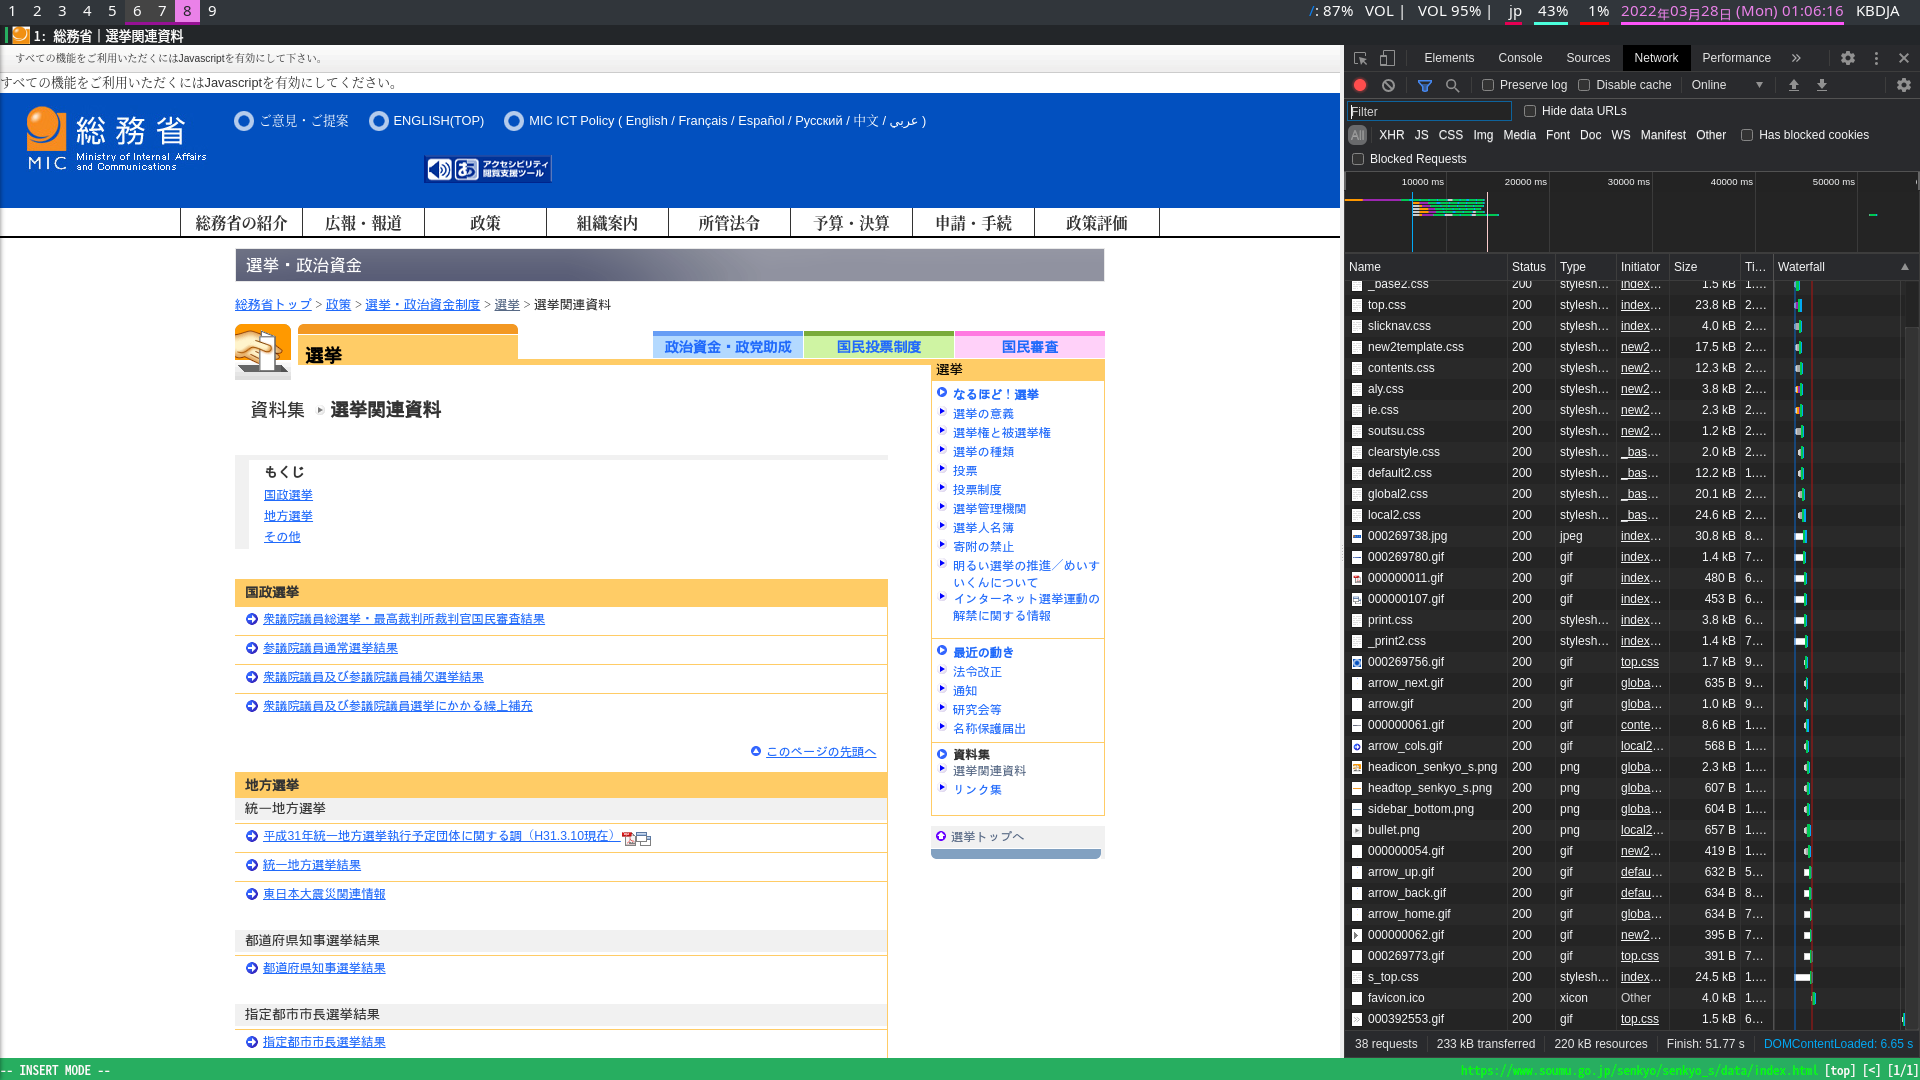 1 2 3 4 5 6 7 8 9
/: 87% VOL | VOL 95% | jp 43% 1% 2022年03月28日 (Mon) 01:06:16 KBDJA
1: 総務省｜選挙関連資料
すべての機能をご利用いただくにはJavascriptを有効にして下さい。
すべての機能をご利用いただくにはJavascriptを有効にしてください。
総務省
MIC Ministry of Internal Affairs and Communications
ご意見・ご提案 ENGLISH(TOP) MIC ICT Policy ( English / Français / Español / Русский / 中文 / عربي )
アクセシビリティ
閲覧支援ツール
総務省の紹介 広報・報道 政策 組織案内 所管法令 予算・決算 申請・手続 政策評価
選挙・政治資金
総務省トップ > 政策 > 選挙・政治資金制度 > 選挙 > 選挙関連資料
選挙
政治資金・政党助成 国民投票制度 国民審査
資料集 選挙関連資料
もくじ
国政選挙
地方選挙
その他
国政選挙
衆議院議員総選挙・最高裁判所裁判官国民審査結果
参議院議員通常選挙結果
衆議院議員及び参議院議員補欠選挙結果
衆議院議員及び参議院議員選挙にかかる繰上補充
このページの先頭へ
地方選挙
統一地方選挙
平成31年統一地方選挙執行予定団体に関する調（H31.3.10現在）
統一地方選挙結果
東日本大震災関連情報
都道府県知事選挙結果
都道府県知事選挙結果
指定都市市長選挙結果
指定都市市長選挙結果
選挙
なるほど！選挙
選挙の意義
選挙権と被選挙権
選挙の種類
投票
投票制度
選挙管理機関
選挙人名簿
寄附の禁止
明るい選挙の推進／めいす
いくんについて
インターネット選挙運動の
解禁に関する情報
最近の動き
法令改正
通知
研究会等
名称保護届出
資料集
選挙関連資料
リンク集
選挙トップへ
Elements Console Sources Network Performance »
Preserve log Disable cache Online
Filter Hide data URLs
All XHR JS CSS Img Media Font Doc WS Manifest Other Has blocked cookies
Blocked Requests
10000 ms 20000 ms 30000 ms 40000 ms 50000 ms
Name Status Type Initiator Size Ti… Waterfall
_base2.css 200 stylesh… index… 1.5 kB 1.…
top.css 200 stylesh… index… 23.8 kB 2.…
slicknav.css 200 stylesh… index… 4.0 kB 2.…
new2template.css 200 stylesh… new2… 17.5 kB 2.…
contents.css 200 stylesh… new2… 12.3 kB 2.…
aly.css 200 stylesh… new2… 3.8 kB 2.…
ie.css 200 stylesh… new2… 2.3 kB 2.…
soutsu.css 200 stylesh… new2… 1.2 kB 2.…
clearstyle.css 200 stylesh… _bas… 2.0 kB 2.…
default2.css 200 stylesh… _bas… 12.2 kB 1.…
global2.css 200 stylesh… _bas… 20.1 kB 2.…
local2.css 200 stylesh… _bas… 24.6 kB 2.…
000269738.jpg 200 jpeg index… 30.8 kB 8…
000269780.gif 200 gif index… 1.4 kB 7…
000000011.gif 200 gif index… 480 B 6…
000000107.gif 200 gif index… 453 B 6…
print.css 200 stylesh… index… 3.8 kB 6…
_print2.css 200 stylesh… index… 1.4 kB 7…
000269756.gif 200 gif top.css 1.7 kB 9…
arrow_next.gif 200 gif globa… 635 B 9…
arrow.gif 200 gif globa… 1.0 kB 9…
000000061.gif 200 gif conte… 8.6 kB 1.…
arrow_cols.gif 200 gif local2… 568 B 1.…
headicon_senkyo_s.png 200 png globa… 2.3 kB 1.…
headtop_senkyo_s.png 200 png globa… 607 B 1.…
sidebar_bottom.png 200 png globa… 604 B 1.…
bullet.png 200 png local2… 657 B 1.…
000000054.gif 200 gif new2… 419 B 1.…
arrow_up.gif 200 gif defau… 632 B 5…
arrow_back.gif 200 gif defau… 634 B 8…
arrow_home.gif 200 gif globa… 634 B 7…
000000062.gif 200 gif new2… 395 B 7…
000269773.gif 200 gif top.css 391 B 7…
s_top.css 200 stylesh… index… 24.5 kB 1.…
favicon.ico 200 xicon Other 4.0 kB 1.…
000392553.gif 200 gif top.css 1.5 kB 6…
38 requests 233 kB transferred 220 kB resources Finish: 51.77 s DOMContentLoaded: 6.65 s
-- INSERT MODE -- https://www.soumu.go.jp/senkyo/senkyo_s/data/index.html [top] [<] [1/1]